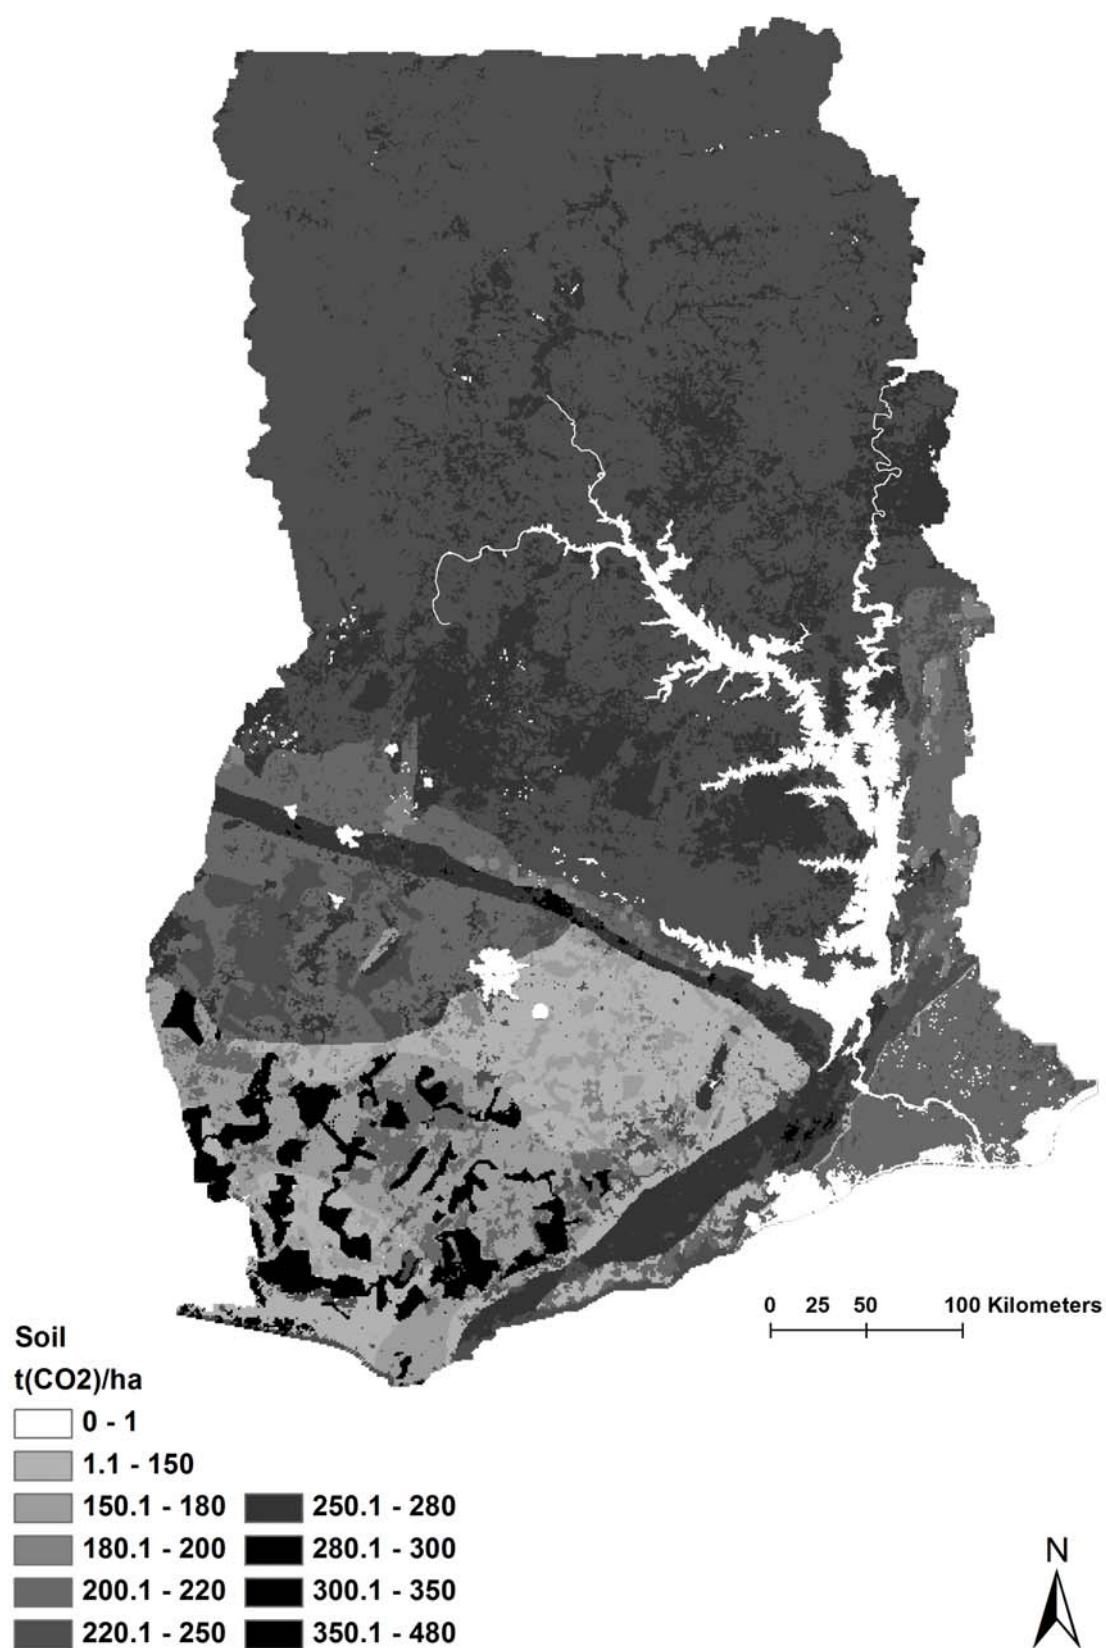 0 25 50 100 Kilometers
Soil
t(CO2)/ha
0 - 1
1.1 - 150
150.1 - 180 250.1 - 280
180.1 - 200 280.1 - 300
200.1 - 220 300.1 - 350
220.1 - 250 350.1 - 480
N